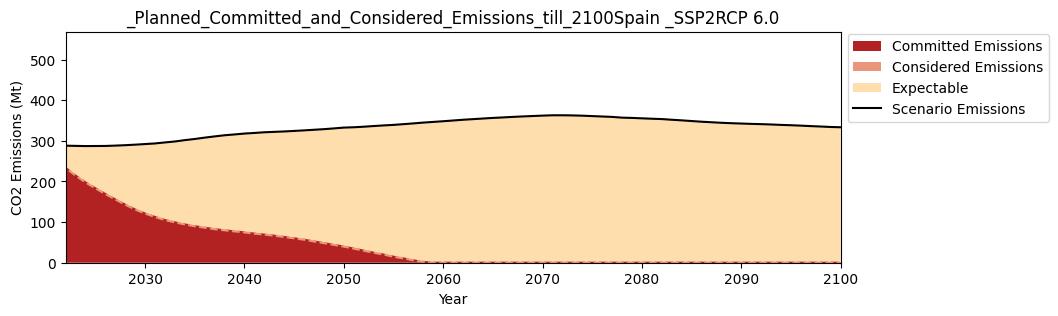 _Planned_Committed_and_Considered_Emissions_till_2100Spain _SSP2RCP 6.0
CO2 Emissions (Mt)
500
400
300
200
100
0
2030 2040 2050 2060 2070 2080 2090 2100
Year
Committed Emissions
Considered Emissions
Expectable
Scenario Emissions